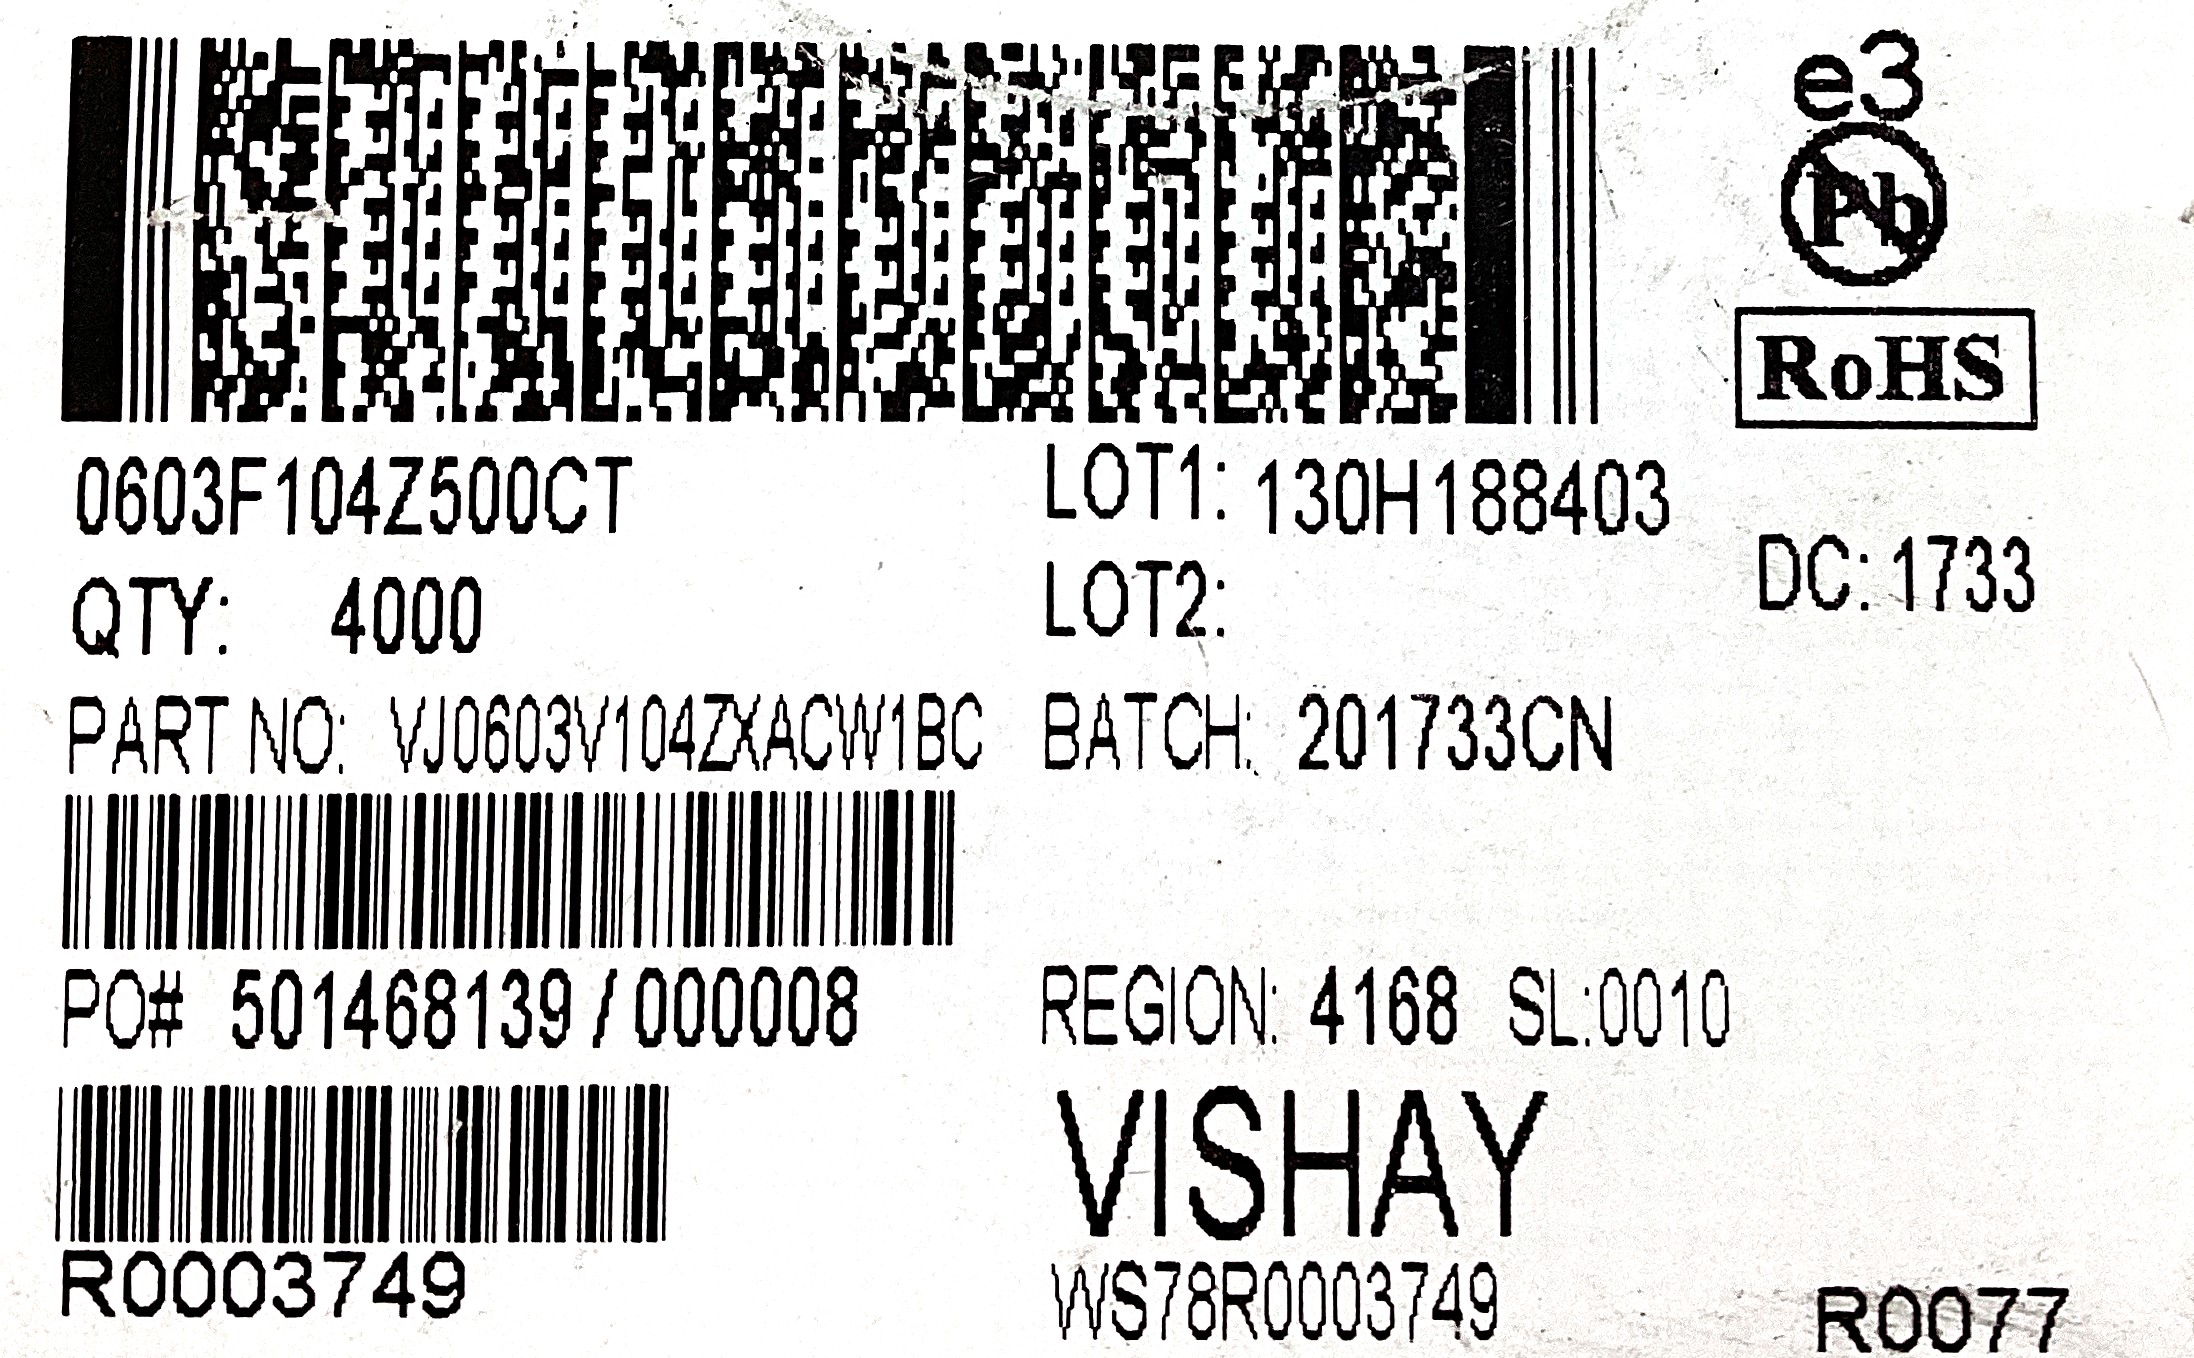 e3
Pb
RoHS
0603F104Z500CT
LOT1: 130H188403
DC: 1733
QTY: 4000
LOT2:
PART NO: VJ0603V104ZXACW1BC
BATCH: 201733CN
PO# 501468139 / 000008
REGION: 4168 SL:0010
VISHAY
R0003749
WS78R0003749
R0077